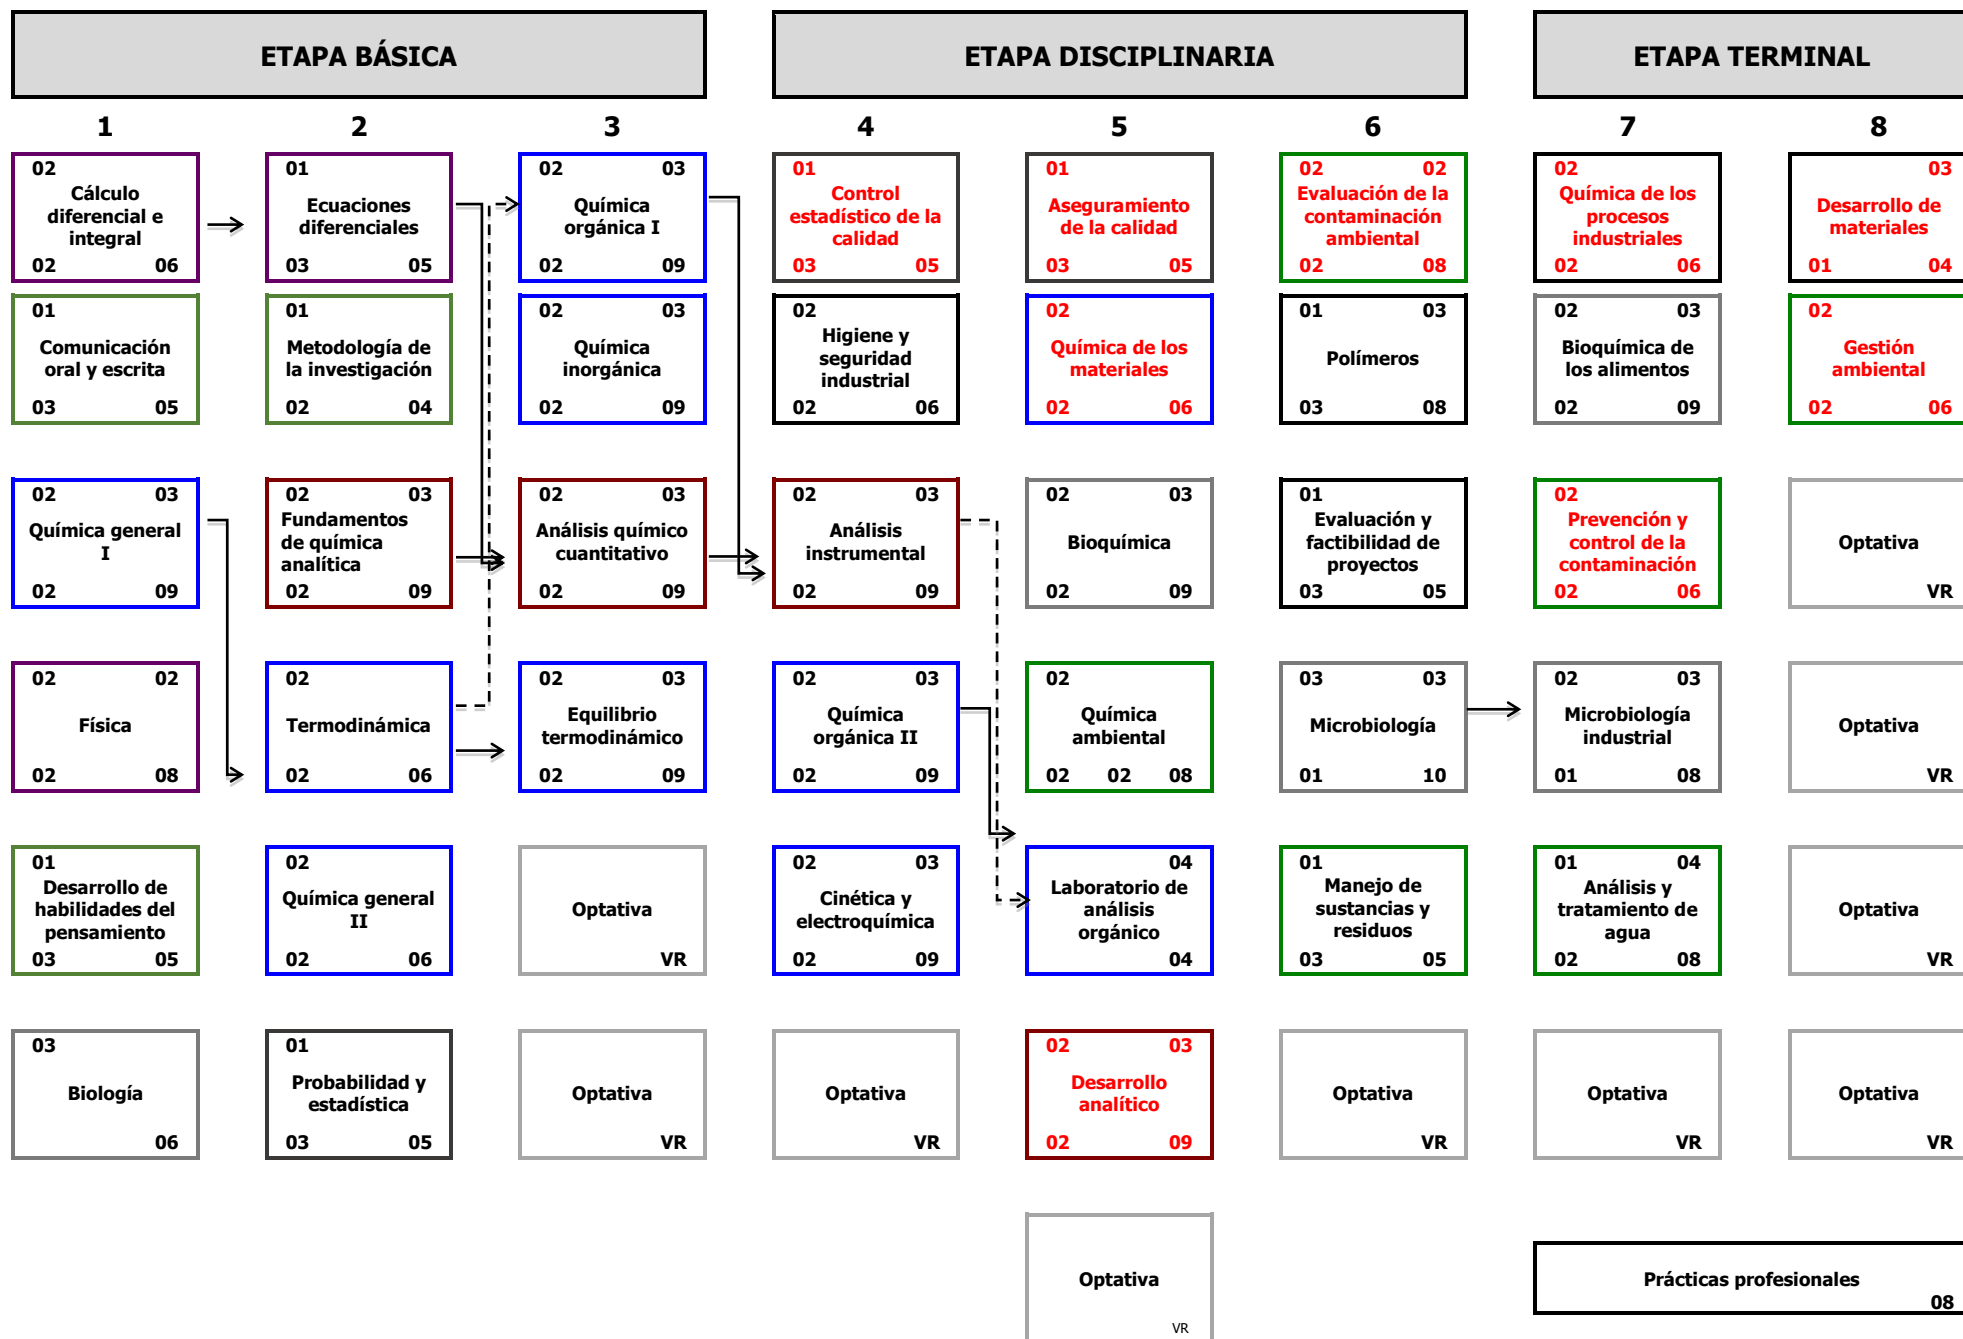 ETAPA BÁSICA
ETAPA DISCIPLINARIA
ETAPA TERMINAL
1
2
3
4
5
6
7
8
02
Cálculo
diferencial e
integral
02 06
01
Ecuaciones
diferenciales
03 05
02 03
Química
orgánica I
02 09
01
Control
estadístico de la
calidad
03 05
01
Aseguramiento
de la calidad
03 05
02 02
Evaluación de la
contaminación
ambiental
02 08
02
Química de los
procesos
industriales
02 06
03
Desarrollo de
materiales
01 04
01
Comunicación
oral y escrita
03 05
01
Metodología de
la investigación
02 04
02 03
Química
inorgánica
02 09
02
Higiene y
seguridad
industrial
02 06
02
Química de los
materiales
02 06
01 03
Polímeros
03 08
02 03
Bioquímica de
los alimentos
02 09
02
Gestión
ambiental
02 06
02 03
Química general
I
02 09
02 03
Fundamentos
de química
analítica
02 09
02 03
Análisis químico
cuantitativo
02 09
02 03
Análisis
instrumental
02 09
02 03
Bioquímica
02 09
01
Evaluación y
factibilidad de
proyectos
03 05
02
Prevención y
control de la
contaminación
02 06
Optativa
VR
02 02
Física
02 08
02
Termodinámica
02 06
02 03
Equilibrio
termodinámico
02 09
02 03
Química
orgánica II
02 09
02
Química
ambiental
02 02 08
03 03
Microbiología
01 10
02 03
Microbiología
industrial
01 08
Optativa
VR
01
Desarrollo de
habilidades del
pensamiento
03 05
02
Química general
II
02 06
Optativa
VR
02 03
Cinética y
electroquímica
02 09
04
Laboratorio de
análisis
orgánico
04
01
Manejo de
sustancias y
residuos
03 05
01 04
Análisis y
tratamiento de
agua
02 08
Optativa
VR
03
Biología
06
01
Probabilidad y
estadística
03 05
Optativa
VR
Optativa
VR
02 03
Desarrollo
analítico
02 09
Optativa
VR
Optativa
VR
Optativa
VR
Optativa
VR
Prácticas profesionales
08